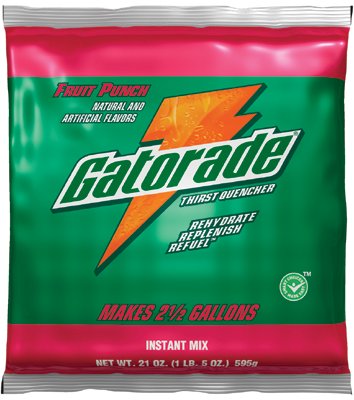 FRUIT PUNCH
NATURAL AND
ARTIFICIAL FLAVORS
Gatorade
THIRST QUENCHER
REHYDRATE
REPLENISH
REFUEL™
TM
MAKES 2½ GALLONS
INSTANT MIX
NET WT. 21 OZ. (1 LB. 5 OZ.) 595g